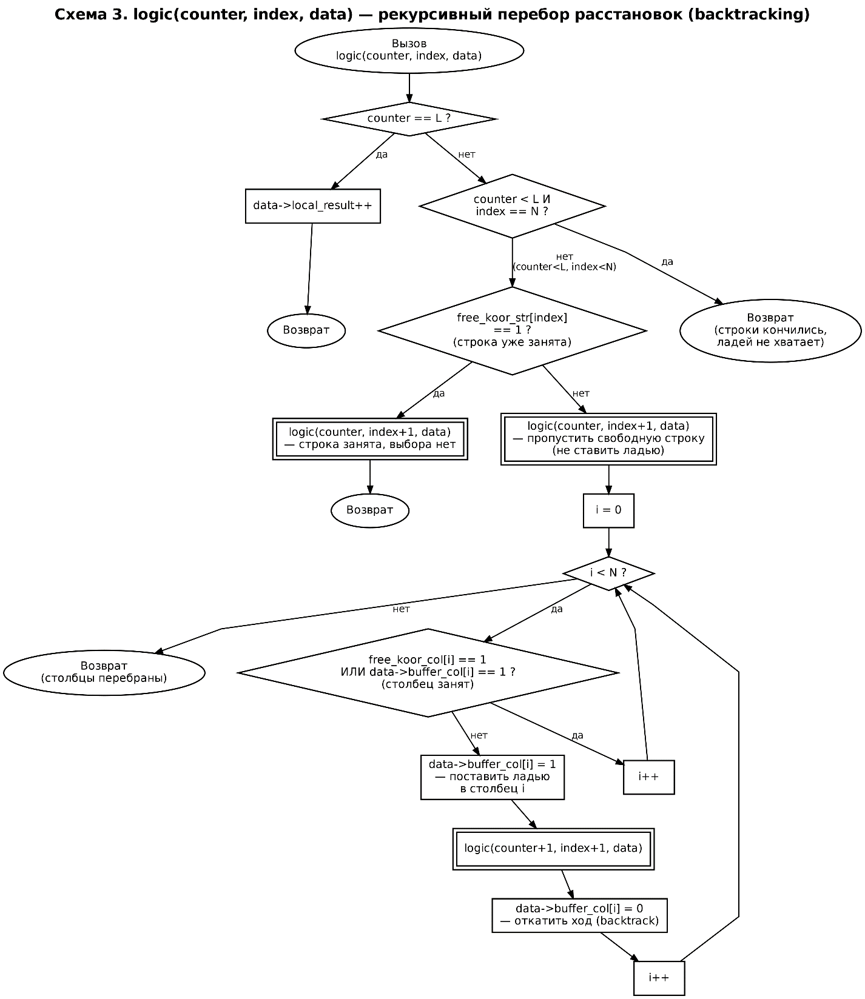 Схема 3. logic(counter, index, data) — рекурсивный перебор расстановок (backtracking)
Вызов
logic(counter, index, data)
counter == L ?
да
нет
data->local_result++
counter < L И
index == N ?
нет
(counter<L, index<N)
да
Возврат
free_koor_str[index]
== 1 ?
(строка уже занята)
Возврат
(строки кончились,
ладей не хватает)
да
нет
logic(counter, index+1, data)
— строка занята, выбора нет
logic(counter, index+1, data)
— пропустить свободную строку
(не ставить ладью)
Возврат
i = 0
i < N ?
нет
да
Возврат
(столбцы перебраны)
free_koor_col[i] == 1
ИЛИ data->buffer_col[i] == 1 ?
(столбец занят)
нет
да
data->buffer_col[i] = 1
— поставить ладью
в столбец i
i++
logic(counter+1, index+1, data)
data->buffer_col[i] = 0
— откатить ход (backtrack)
i++